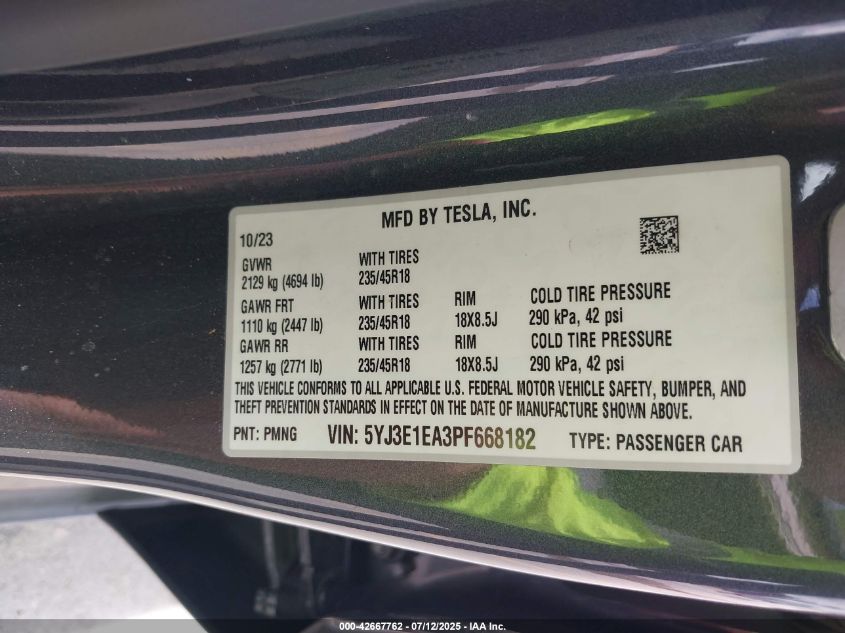 MFD BY TESLA, INC.
10/23
GVWR WITH TIRES
2129 kg (4694 lb) 235/45R18
GAWR FRT WITH TIRES RIM COLD TIRE PRESSURE
1110 kg (2447 lb) 235/45R18 18X8.5J 290 kPa, 42 psi
GAWR RR WITH TIRES RIM COLD TIRE PRESSURE
1257 kg (2771 lb) 235/45R18 18X8.5J 290 kPa, 42 psi
THIS VEHICLE CONFORMS TO ALL APPLICABLE U.S. FEDERAL MOTOR VEHICLE SAFETY, BUMPER, AND
THEFT PREVENTION STANDARDS IN EFFECT ON THE DATE OF MANUFACTURE SHOWN ABOVE.
PNT: PMNG VIN: 5YJ3E1EA3PF668182 TYPE: PASSENGER CAR
000-42667762 - 07/12/2025 - IAA Inc.